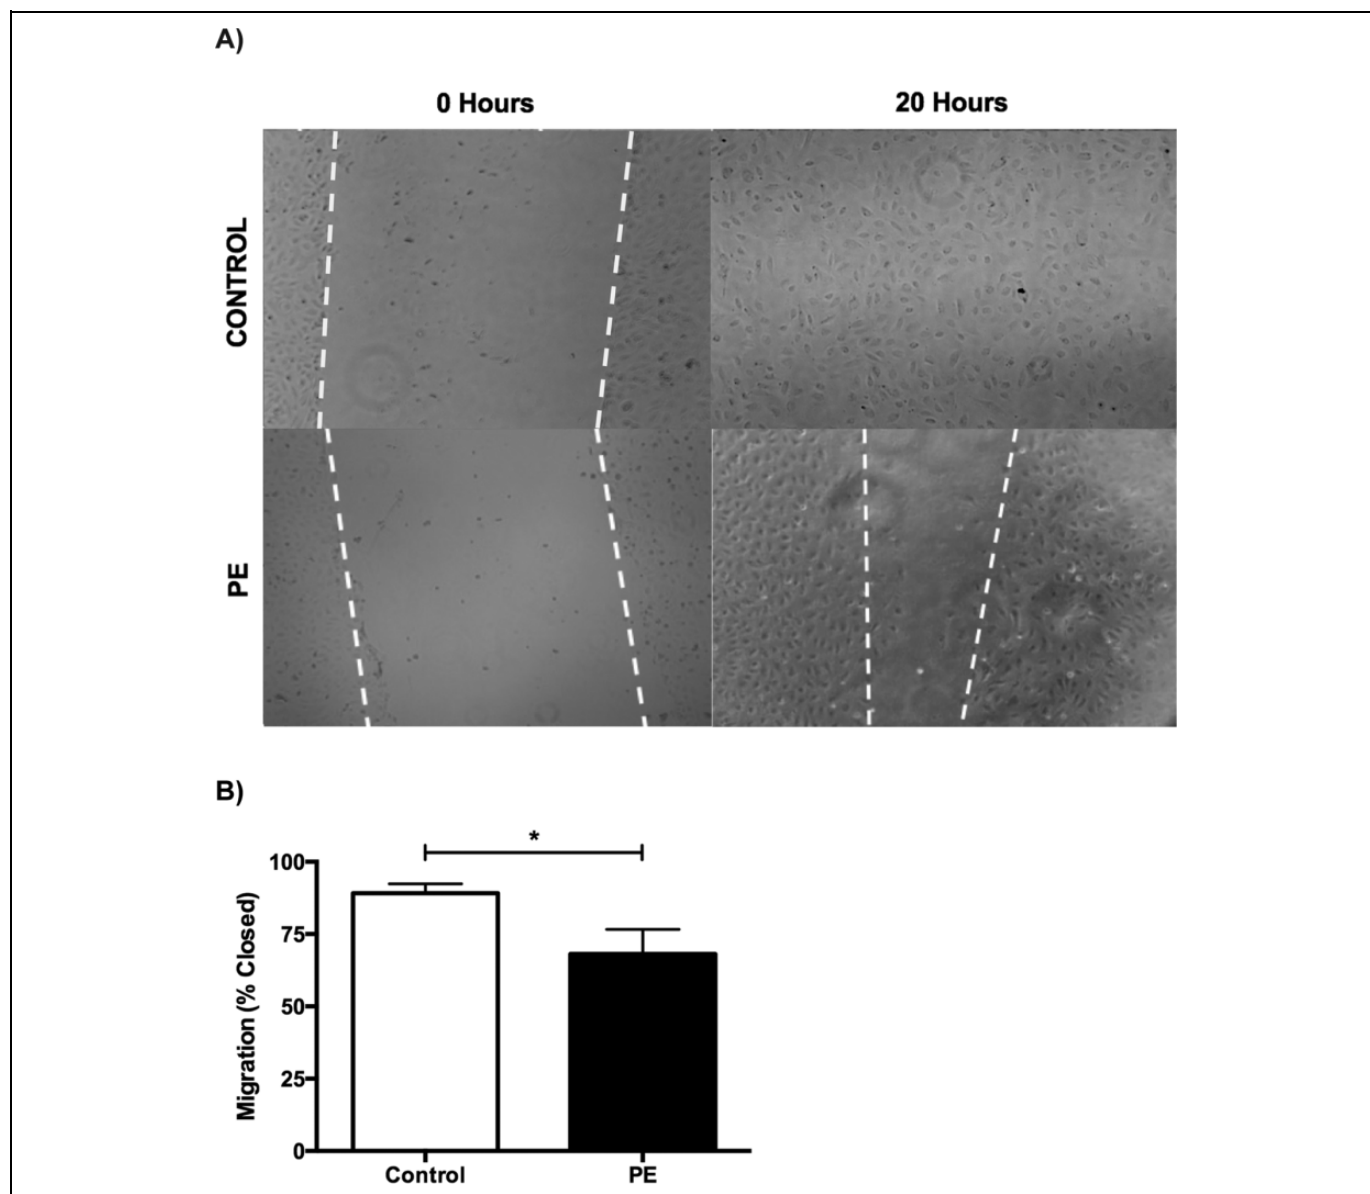 A)
0 Hours
20 Hours
CONTROL
PE
B)
*
100
75
50
25
0
Migration (% Closed)
Control
PE